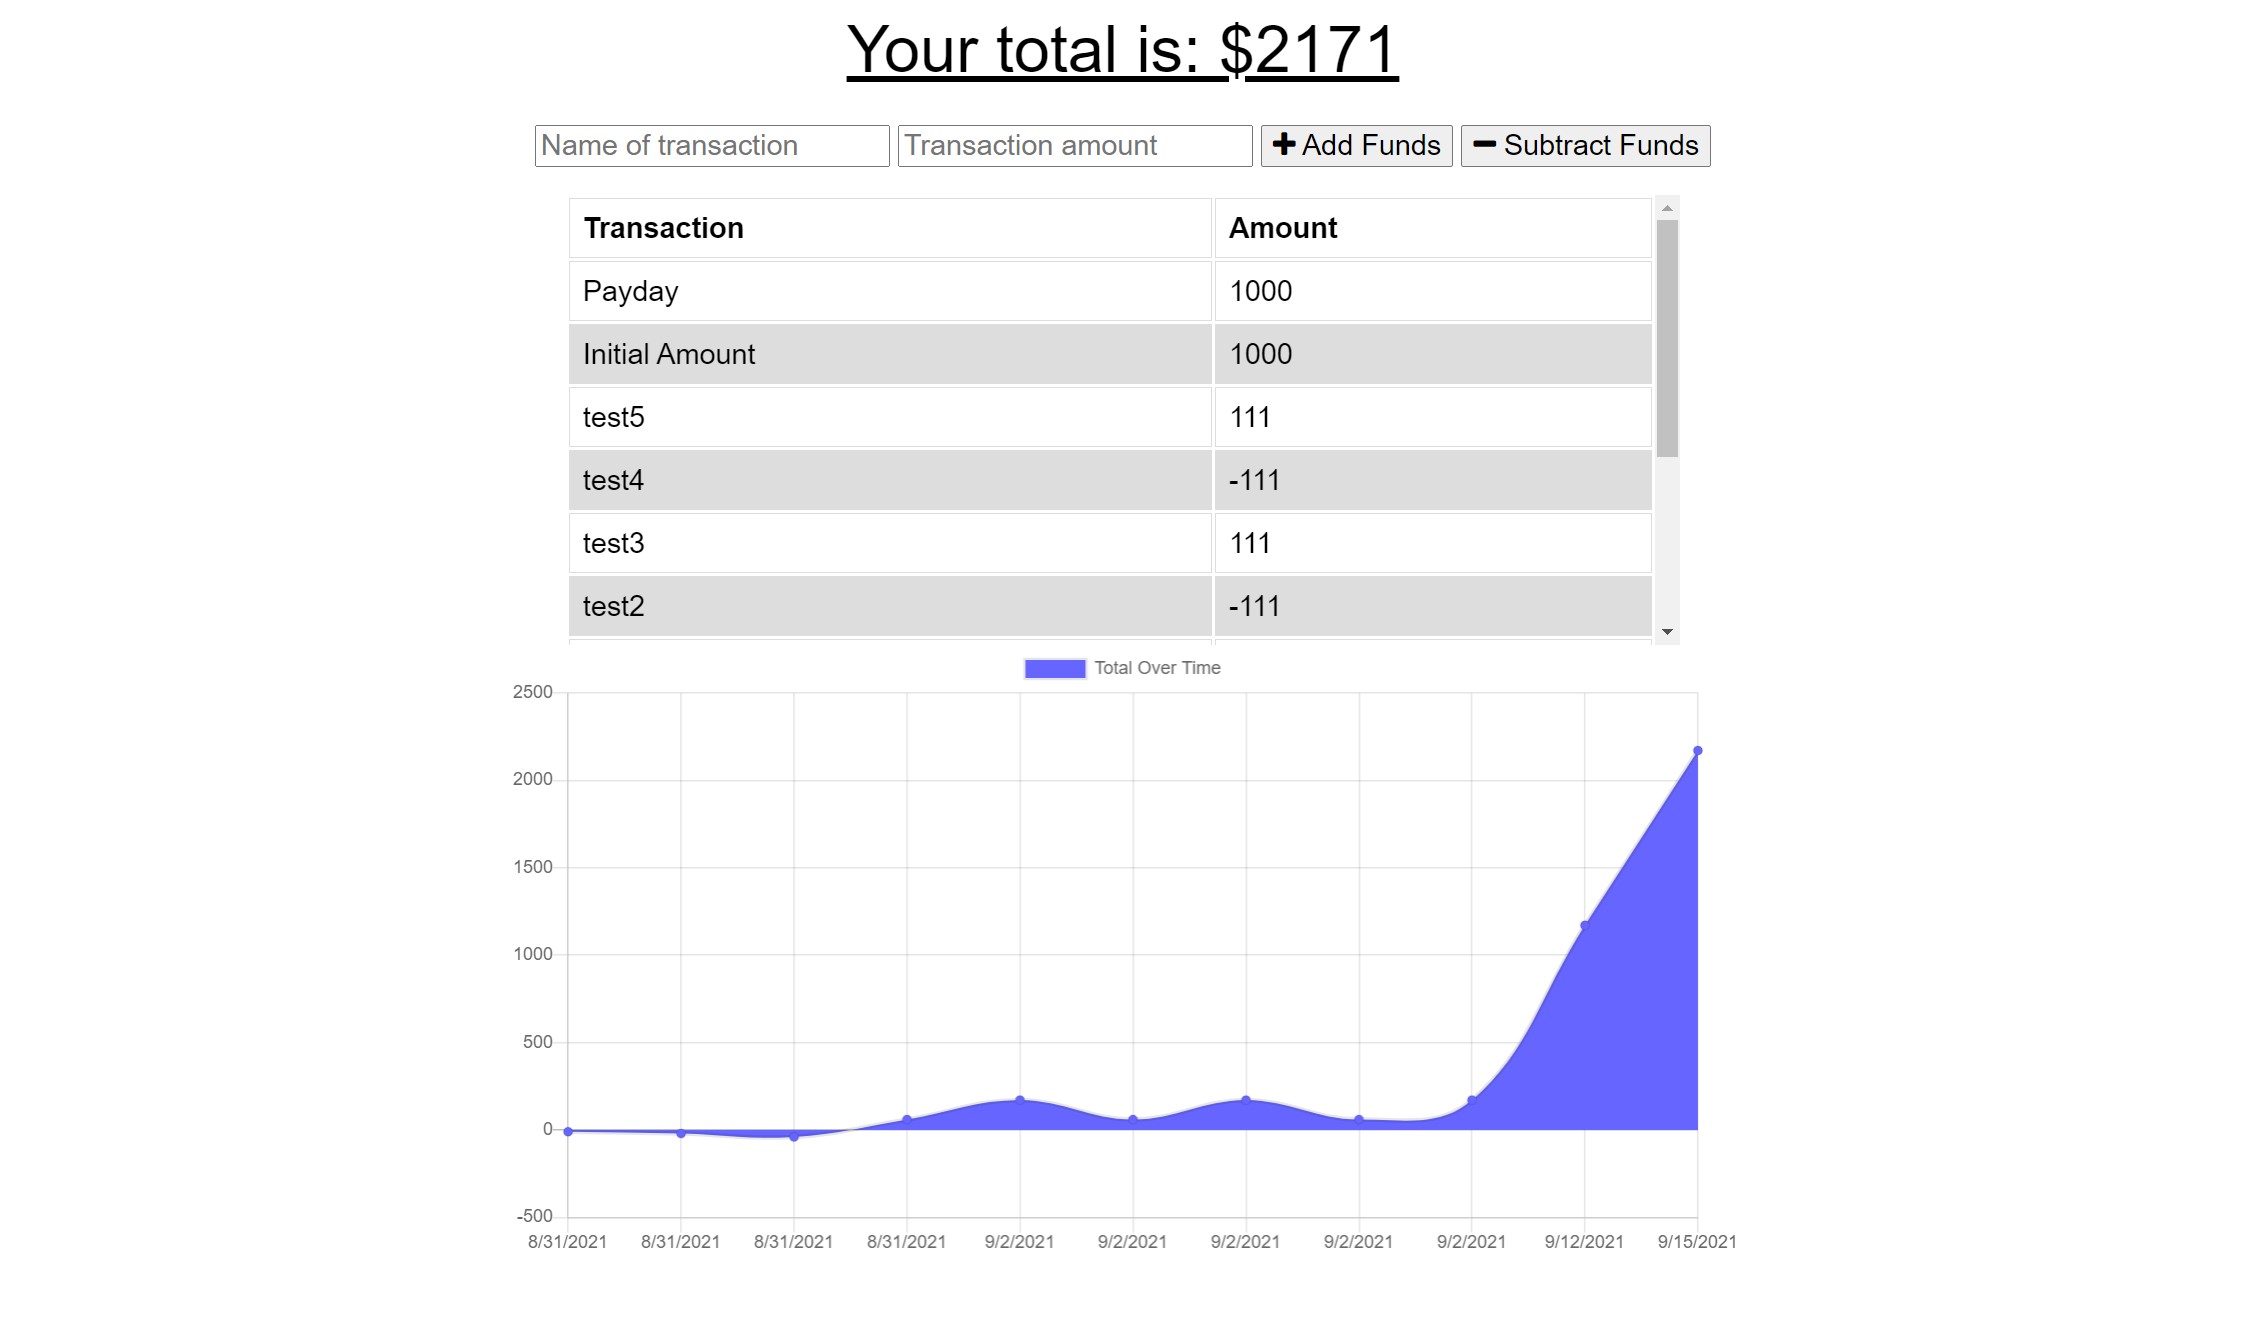 Your total is: $2171
Name of transaction Transaction amount Add Funds Subtract Funds
Transaction Amount
Payday 1000
Initial Amount 1000
test5 111
test4 -111
test3 111
test2 -111
Total Over Time
2500
2000
1500
1000
500
0
-500
8/31/2021 8/31/2021 8/31/2021 8/31/2021 9/2/2021 9/2/2021 9/2/2021 9/2/2021 9/2/2021 9/12/2021 9/15/2021